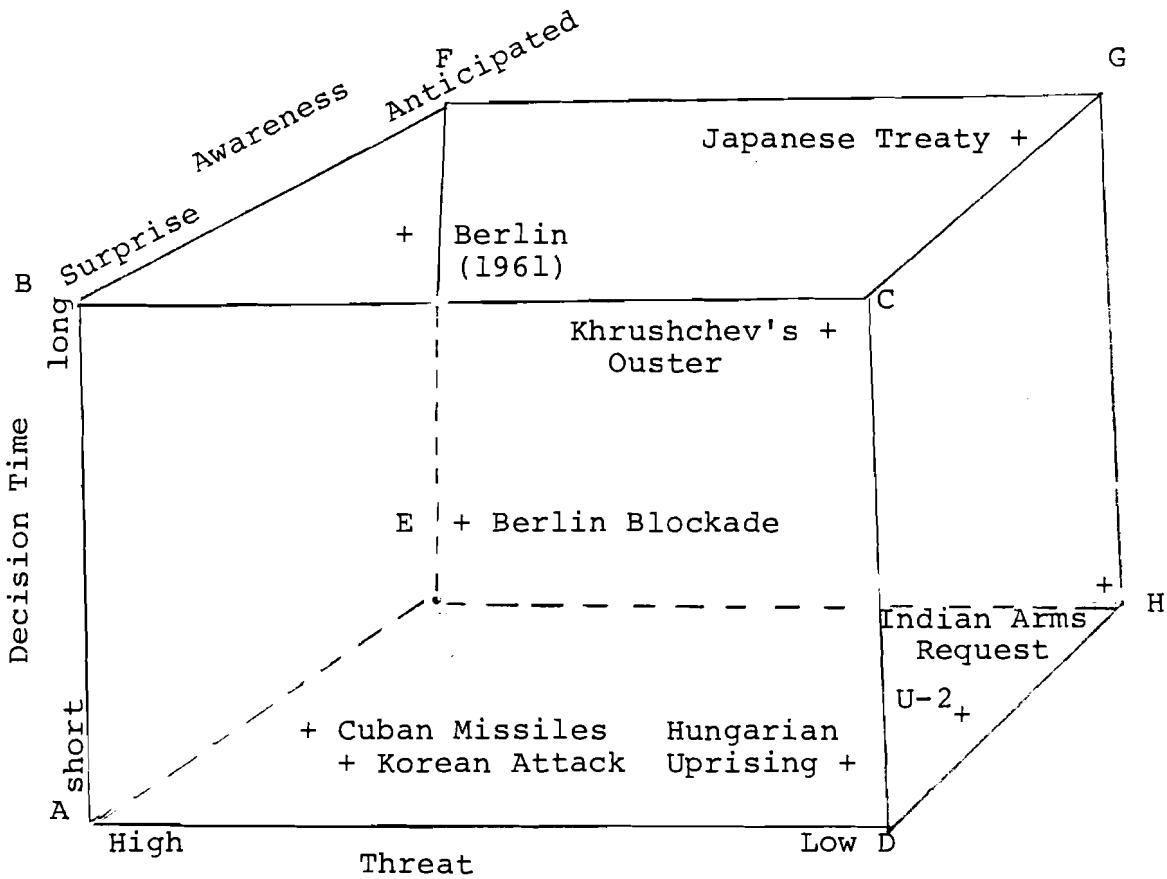 F
Anticipated
G
Awareness
Japanese Treaty +
Surprise
+ Berlin
(1961)
B
long
C
Khrushchev's +
Ouster
Decision Time
E + Berlin Blockade
+
H
Indian Arms
Request
U-2+
short
+ Cuban Missiles Hungarian
+ Korean Attack Uprising +
A
High
Low D
Threat